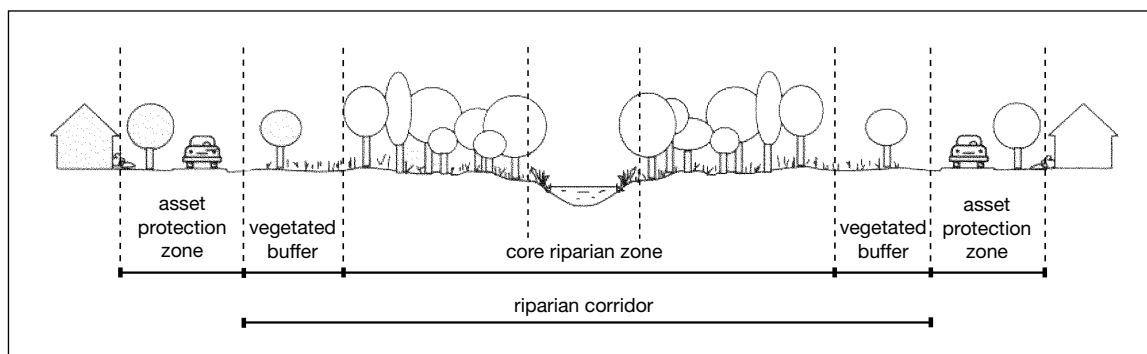 asset
protection
zone
vegetated
buffer
core riparian zone
vegetated
buffer
asset
protection
zone
riparian corridor